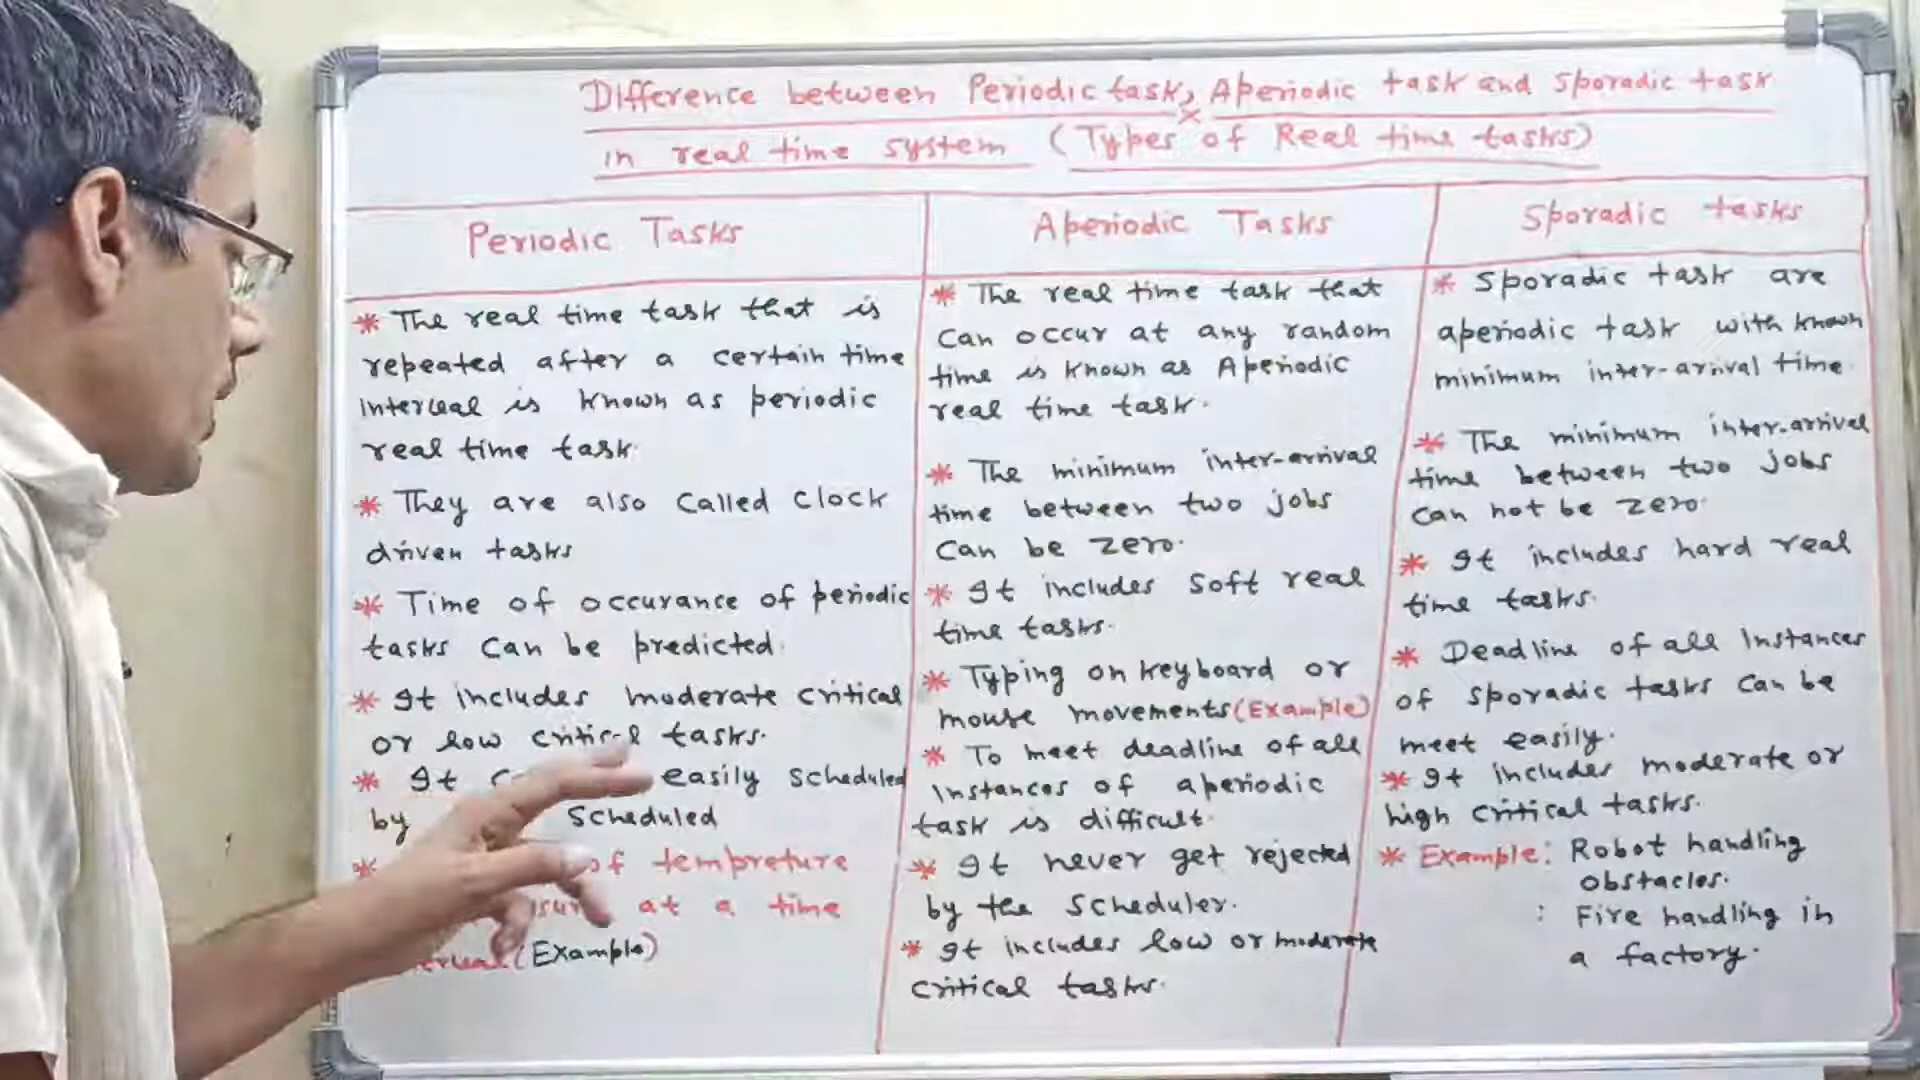 Difference between Periodic task, Aperiodic task and Sporadic task
in real time system (Types of Real time tasks)
Periodic Tasks
* The real time task that is
repeated after a certain time
interval is known as periodic
real time task.
* They are also called clock
driven tasks
* Time of occurance of periodic
tasks can be predicted.
* It includes moderate critical
or low critical tasks.
* It easily scheduled
by scheduled
* of tempreture
at a time
(Example)
Aperiodic Tasks
* The real time task that
can occur at any random
time is known as Aperiodic
real time task.
* The minimum inter-arrival
time between two jobs
can be zero.
* It includes soft real
time tasks.
* Typing on keyboard or
mouse movements (Example)
* To meet deadline of all
instances of aperiodic
task is difficult.
* It never get rejected
by the scheduler.
* It includes low or moderate
critical tasks.
Sporadic tasks
* Sporadic task are
aperiodic task with known
minimum inter-arrival time.
* The minimum inter-arrival
time between two jobs
can not be zero.
* It includes hard real
time tasks.
* Deadline of all Instances
of sporadic tasks can be
meet easily.
* It includes moderate or
high critical tasks.
* Example: Robot handling
obstacles.
: Fire handling in
a factory.